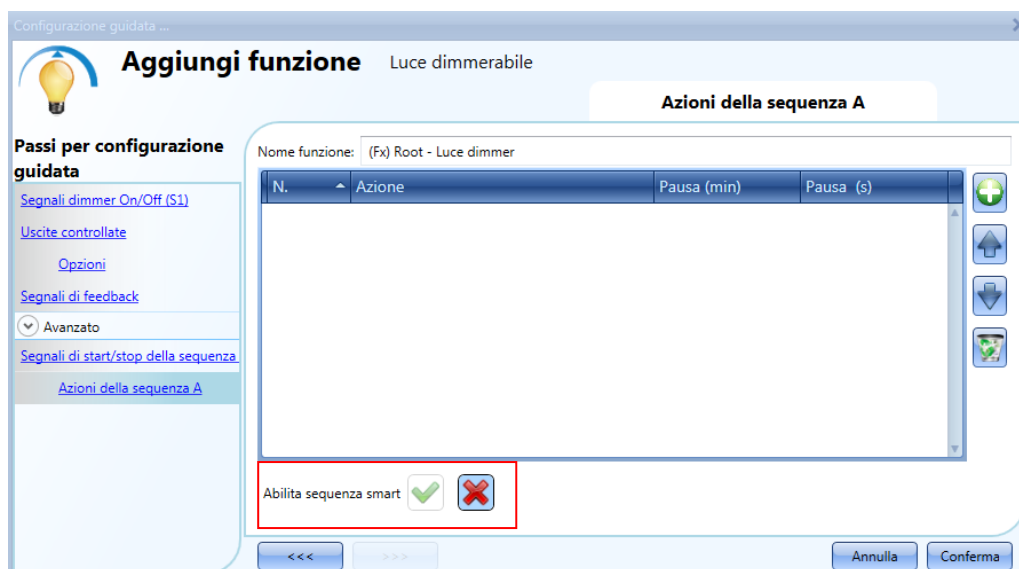 Configurazione guidata ...
Aggiungi funzione Luce dimmerabile
Azioni della sequenza A
Passi per configurazione
guidata
Segnali dimmer On/Off (S1)
Uscite controllate
Opzioni
Segnali di feedback
Avanzato
Segnali di start/stop della sequenza
Azioni della sequenza A
Nome funzione: (Fx) Root - Luce dimmer
N. Azione Pausa (min) Pausa (s)
Abilita sequenza smart
<<< >>> Annulla Conferma